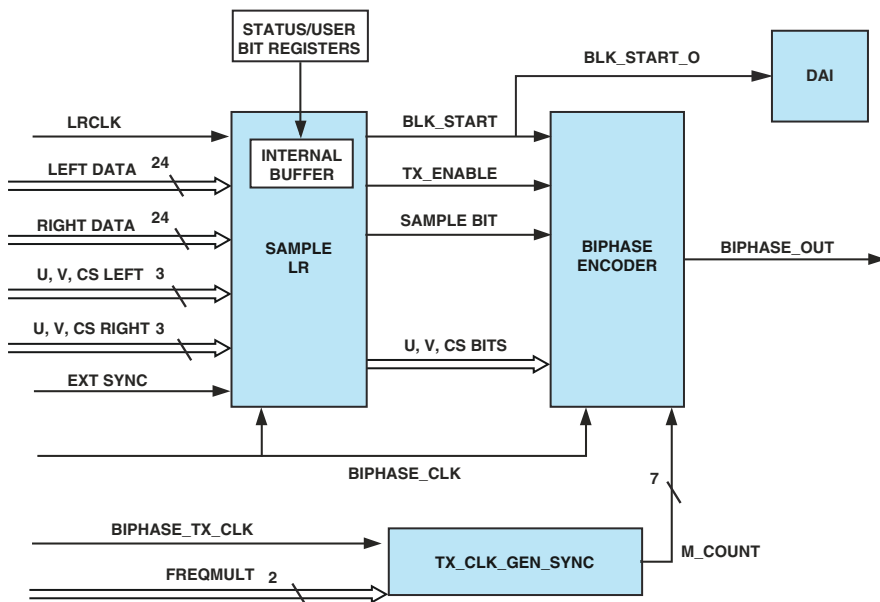 STATUS/USER
BIT REGISTERS
BLK_START_O
DAI
LRCLK
BLK_START
INTERNAL
BUFFER
LEFT DATA 24
TX_ENABLE
RIGHT DATA 24
SAMPLE BIT
SAMPLE
LR
BIPHASE
ENCODER
BIPHASE_OUT
U, V, CS LEFT 3
U, V, CS RIGHT 3
U, V, CS BITS
EXT SYNC
BIPHASE_CLK
7
BIPHASE_TX_CLK
TX_CLK_GEN_SYNC
M_COUNT
FREQMULT 2